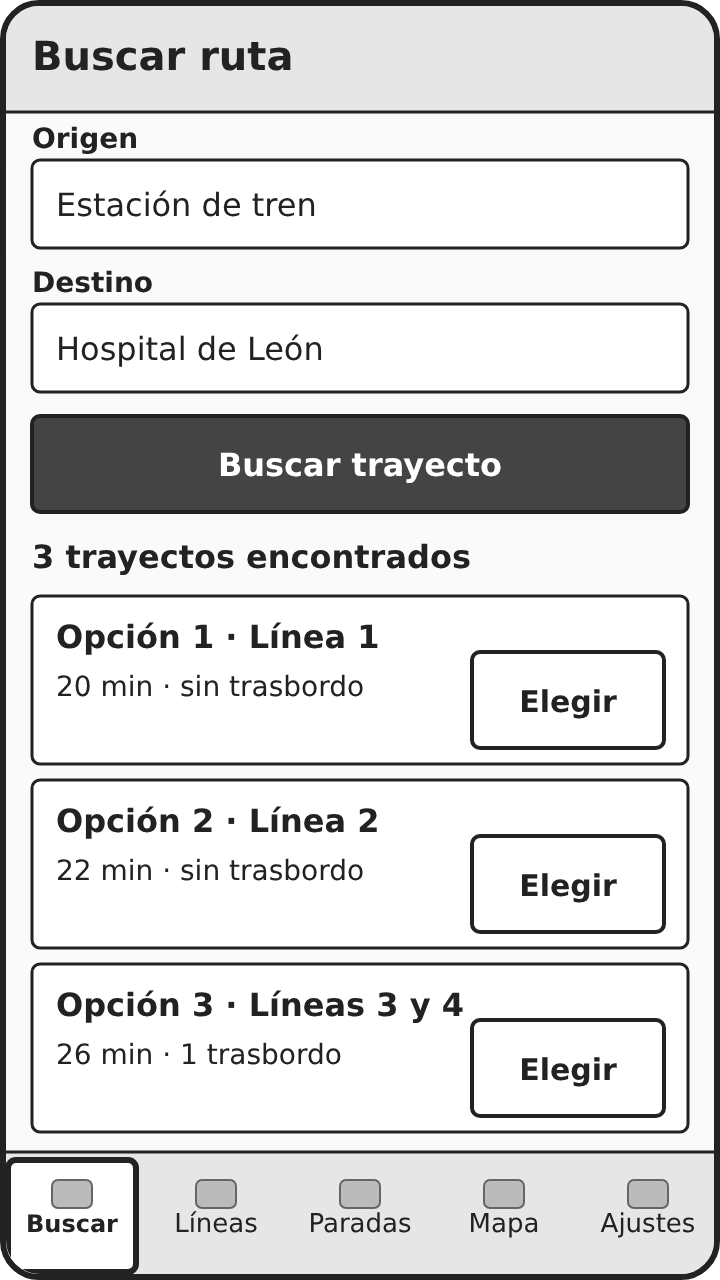 Buscar ruta
Origen
Estación de tren
Destino
Hospital de León
Buscar trayecto
3 trayectos encontrados
Opción 1 · Línea 1
20 min · sin trasbordo
Elegir
Opción 2 · Línea 2
22 min · sin trasbordo
Elegir
Opción 3 · Líneas 3 y 4
26 min · 1 trasbordo
Elegir
Buscar
Líneas
Paradas
Mapa
Ajustes